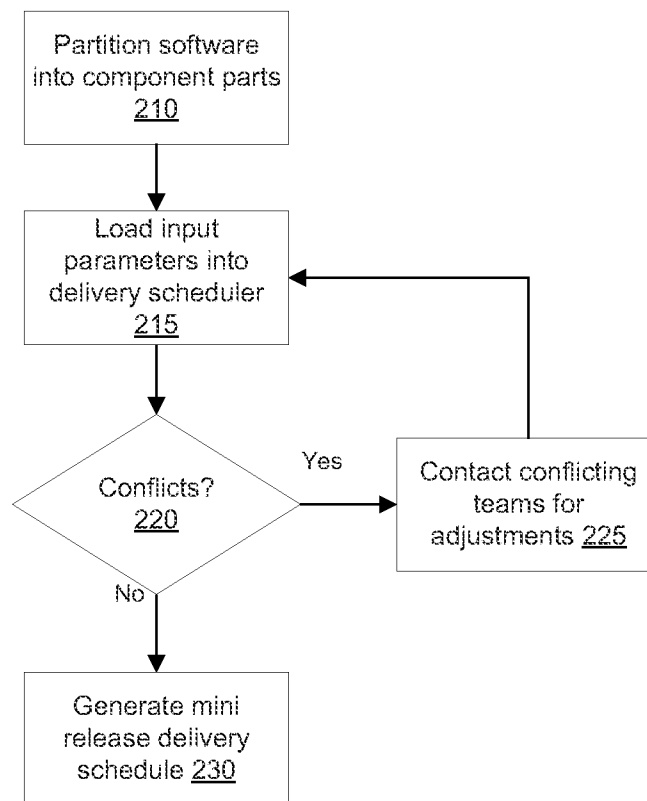 Partition software
into component parts
210
Load input
parameters into
delivery scheduler
215
Conflicts?
220
Yes
Contact conflicting
teams for
adjustments 225
No
Generate mini
release delivery
schedule 230